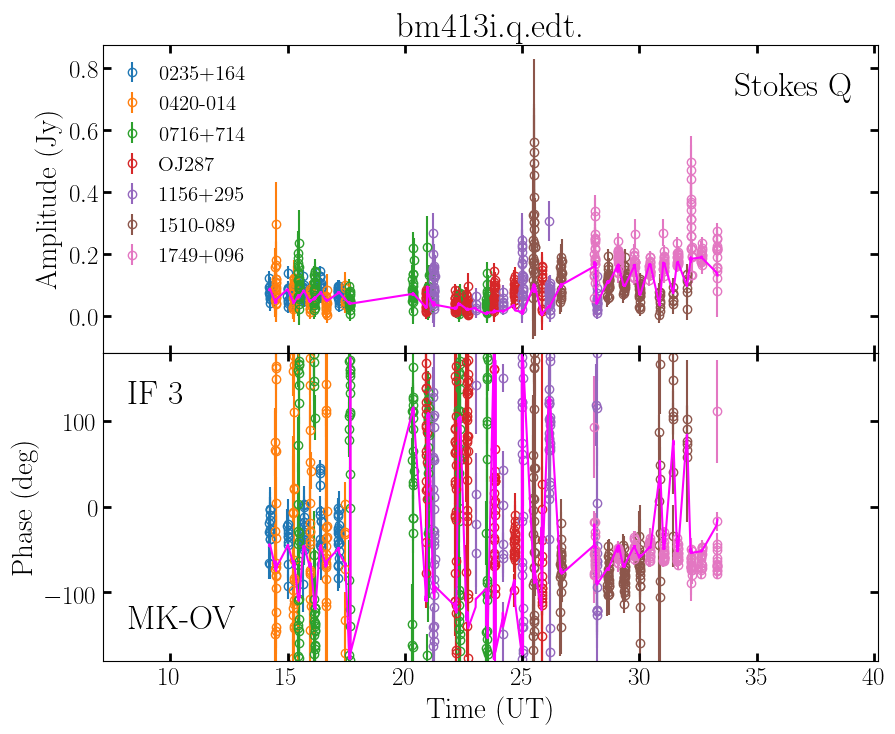 bm413i.q.edt.
Amplitude (Jy)
0.8
0.6
0.4
0.2
0.0
0235+164
0420-014
0716+714
OJ287
1156+295
1510-089
1749+096
Stokes Q
Phase (deg)
100
0
−100
IF 3
MK-OV
10 15 20 25 30 35 40
Time (UT)